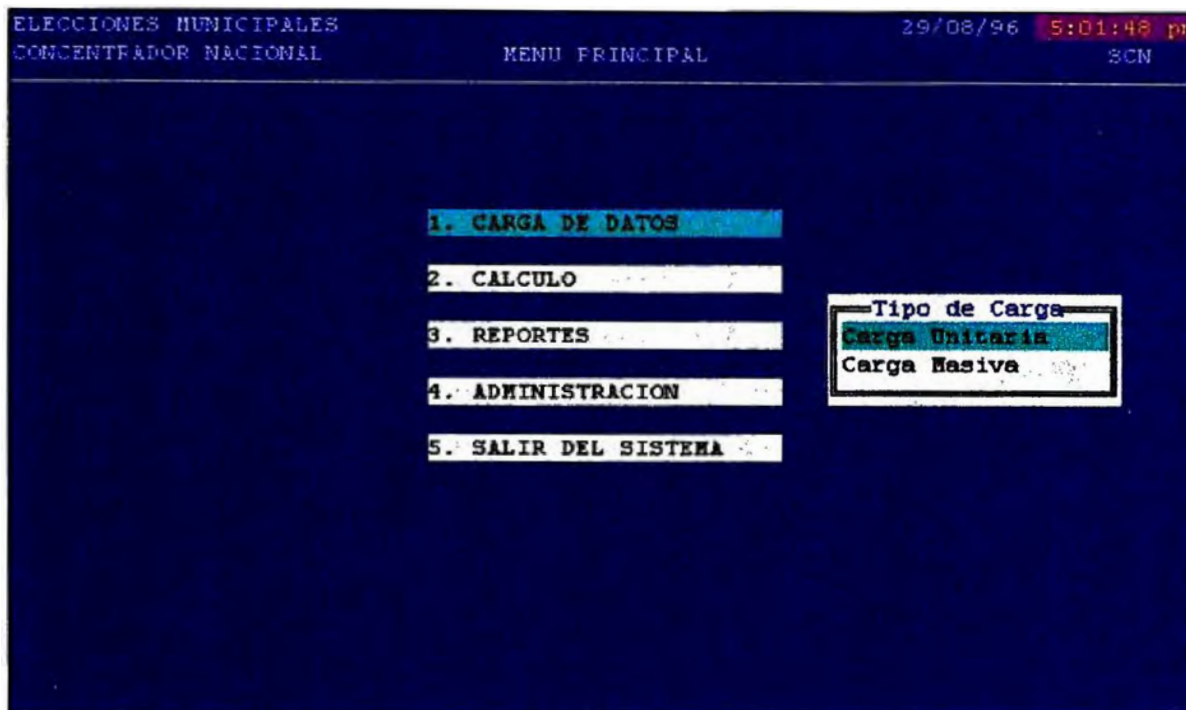 ELECCIONES MUNICIPALES 29/08/96 5:01:48 pm
CONCENTRADOR NACIONAL MENU PRINCIPAL SCN
1. CARGA DE DATOS
2. CALCULO
3. REPORTES
4. ADMINISTRACION
5. SALIR DEL SISTEMA
Tipo de Carga
Carga Unitaria
Carga Masiva